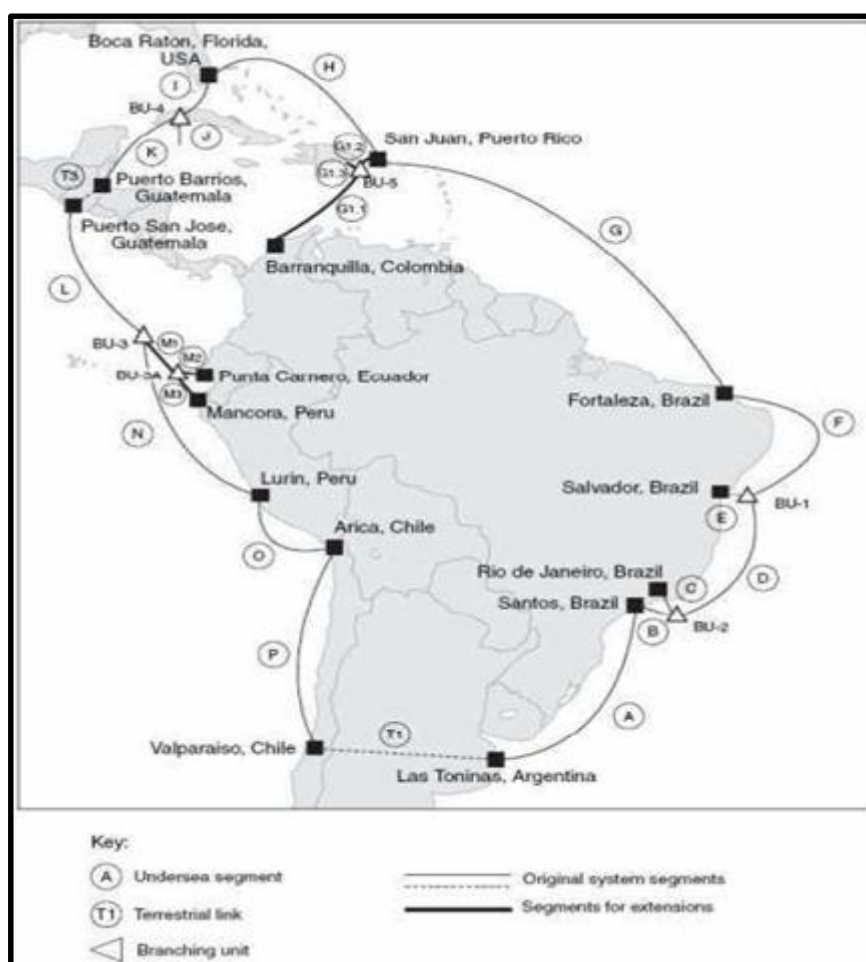 Boca Raton, Florida,
USA
H
I
BU-4
J
K
G1.2
San Juan, Puerto Rico
G1.3
BU-5
T3
Puerto Barrios,
Guatemala
G1.1
Puerto San Jose,
Guatemala
G
Barranquilla, Colombia
L
BU-3
M1
M2
BU-3A
Punta Carnero, Ecuador
M3
Mancora, Peru
Fortaleza, Brazil
F
N
Lurin, Peru
Salvador, Brazil
BU-1
E
Arica, Chile
O
Rio de Janeiro, Brazil
C
D
Santos, Brazil
B
BU-2
P
A
T1
Valparaiso, Chile
Las Toninas, Argentina
Key:
A Undersea segment
Original system segments
T1 Terrestrial link
Segments for extensions
Branching unit